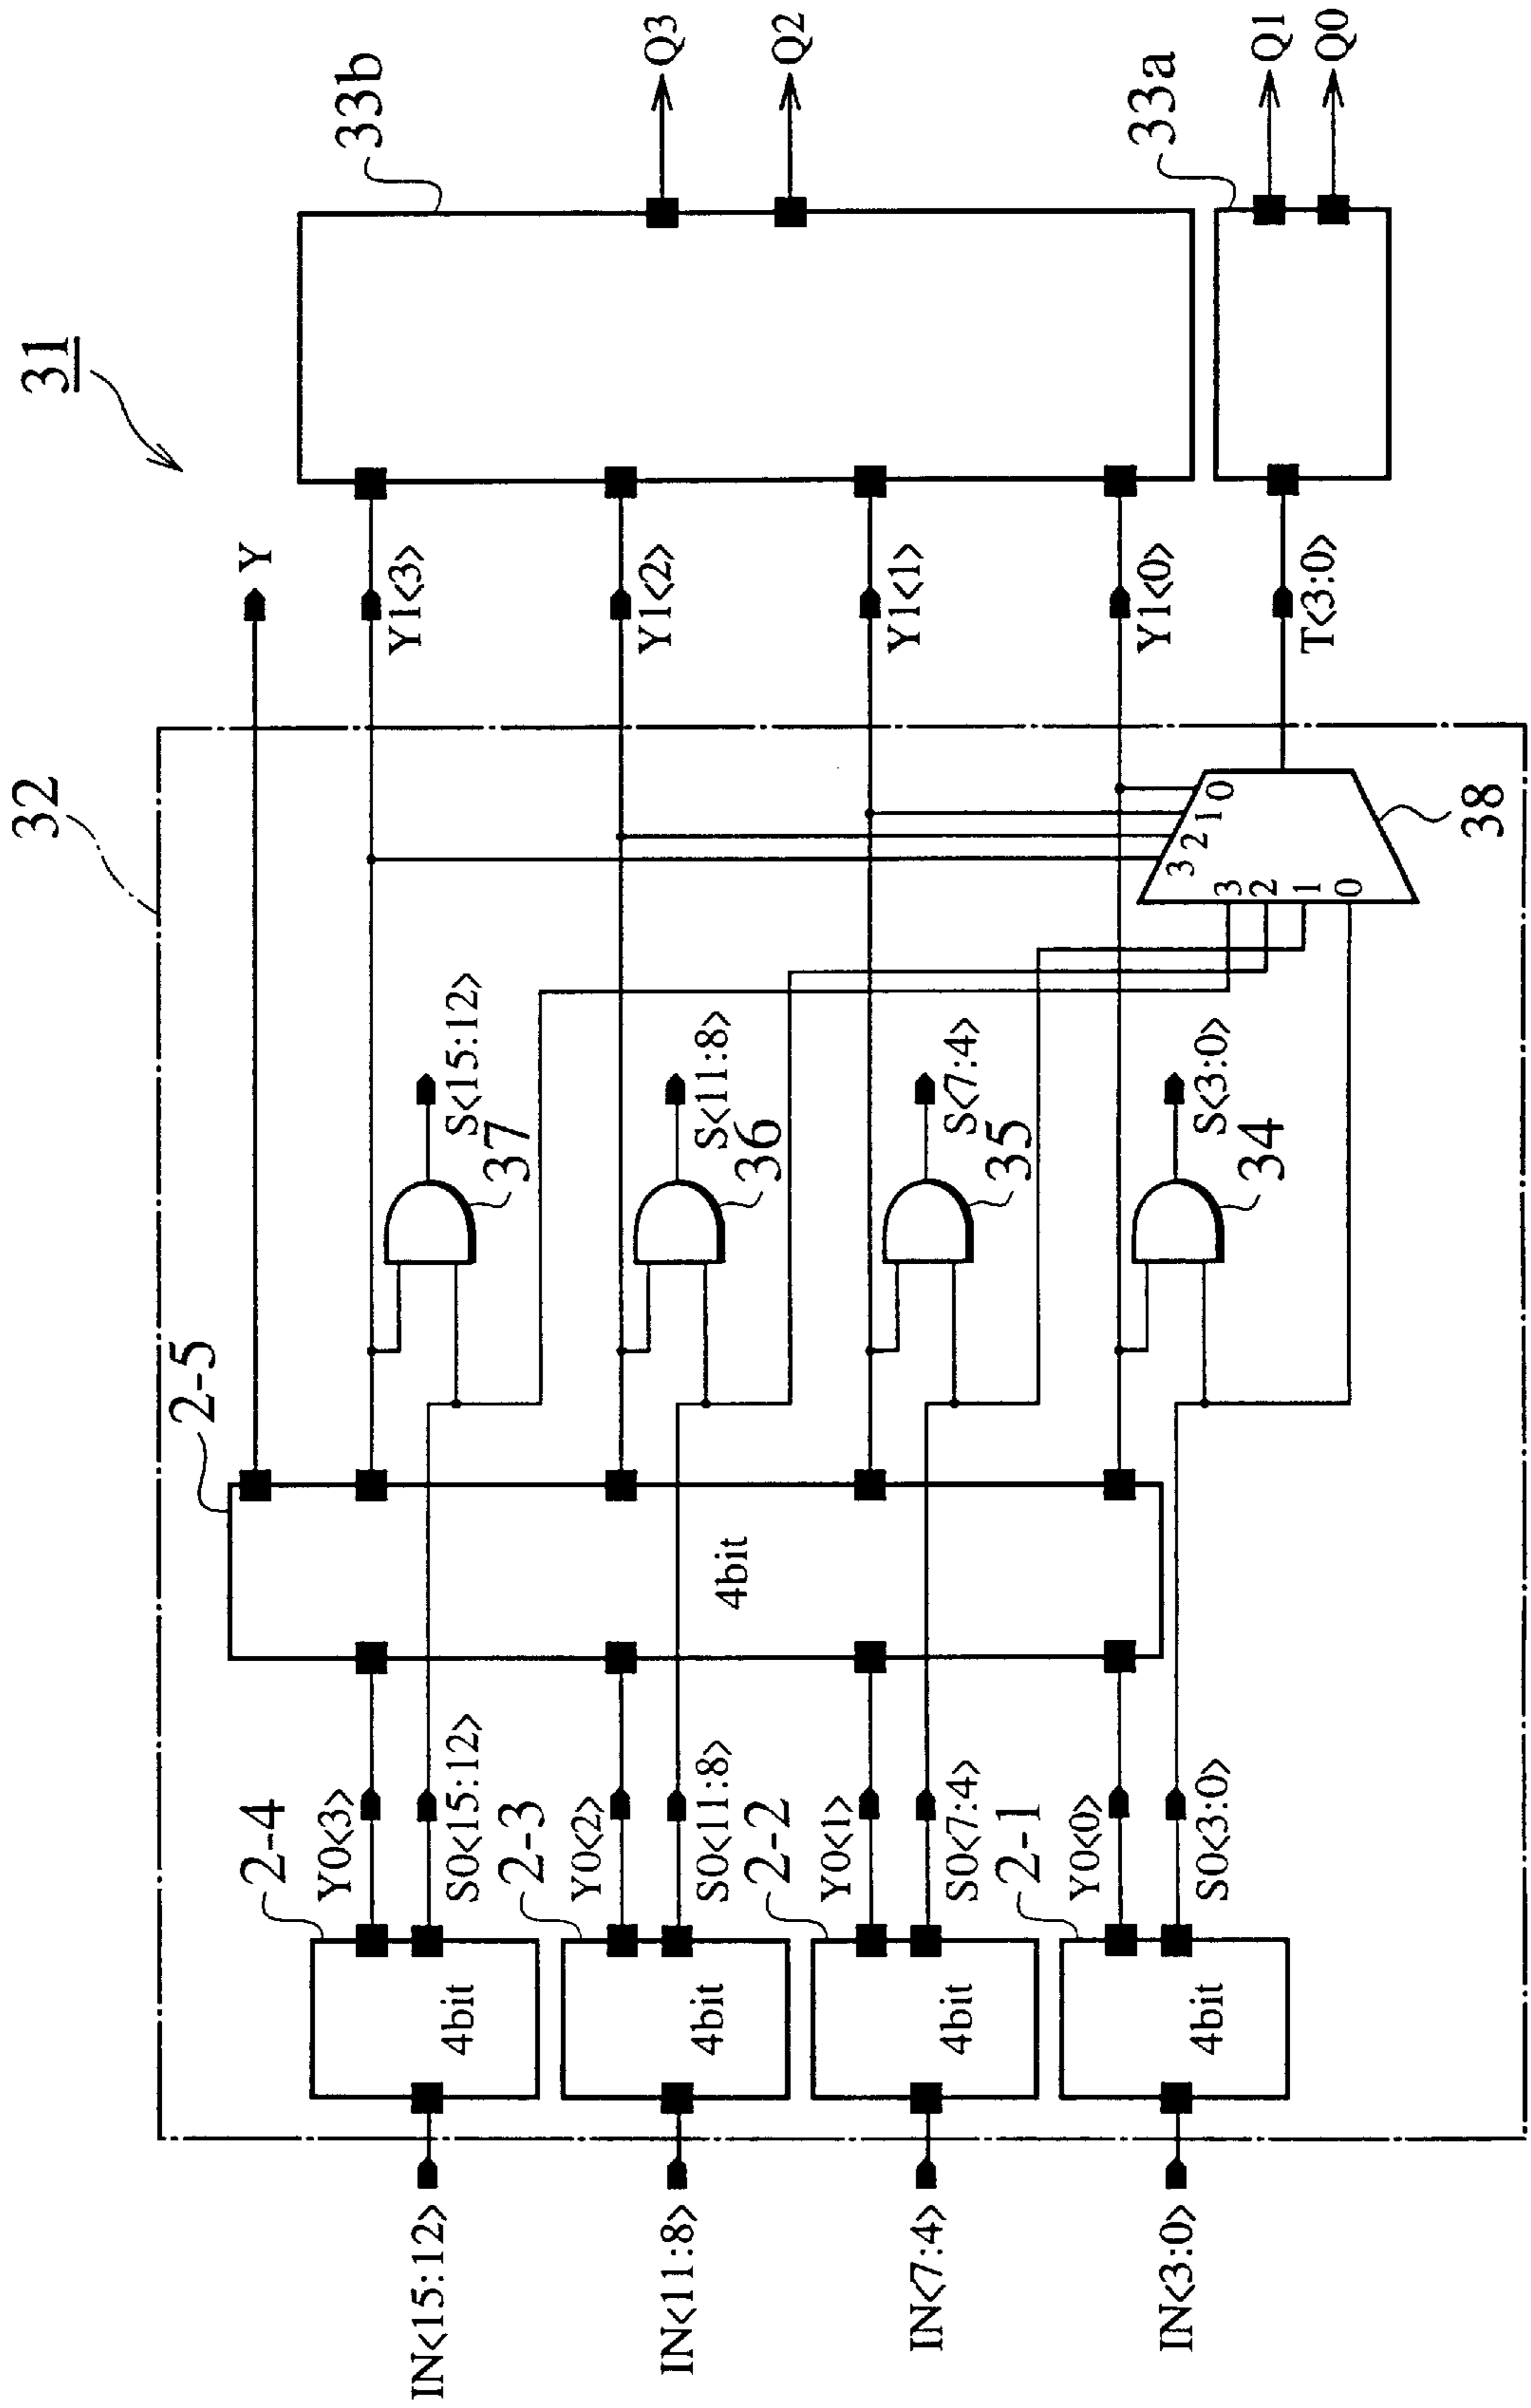 31
32
2-5
Y
33b
2-4
Y0<3>
Y1<3>
IN<15:12>
4bit
S0<15:12>
37
S<15:12>
Q3
2-3
Y0<2>
Y1<2>
IN<11:8>
4bit
S0<11:8>
4bit
36
S<11:8>
Q2
2-2
Y0<1>
Y1<1>
IN<7:4>
4bit
S0<7:4>
35
S<7:4>
2-1
Y0<0>
Y1<0>
IN<3:0>
4bit
S0<3:0>
34
S<3:0>
3 2 1 0
3
2
1
0
38
T<3:0>
33a
Q1
Q0